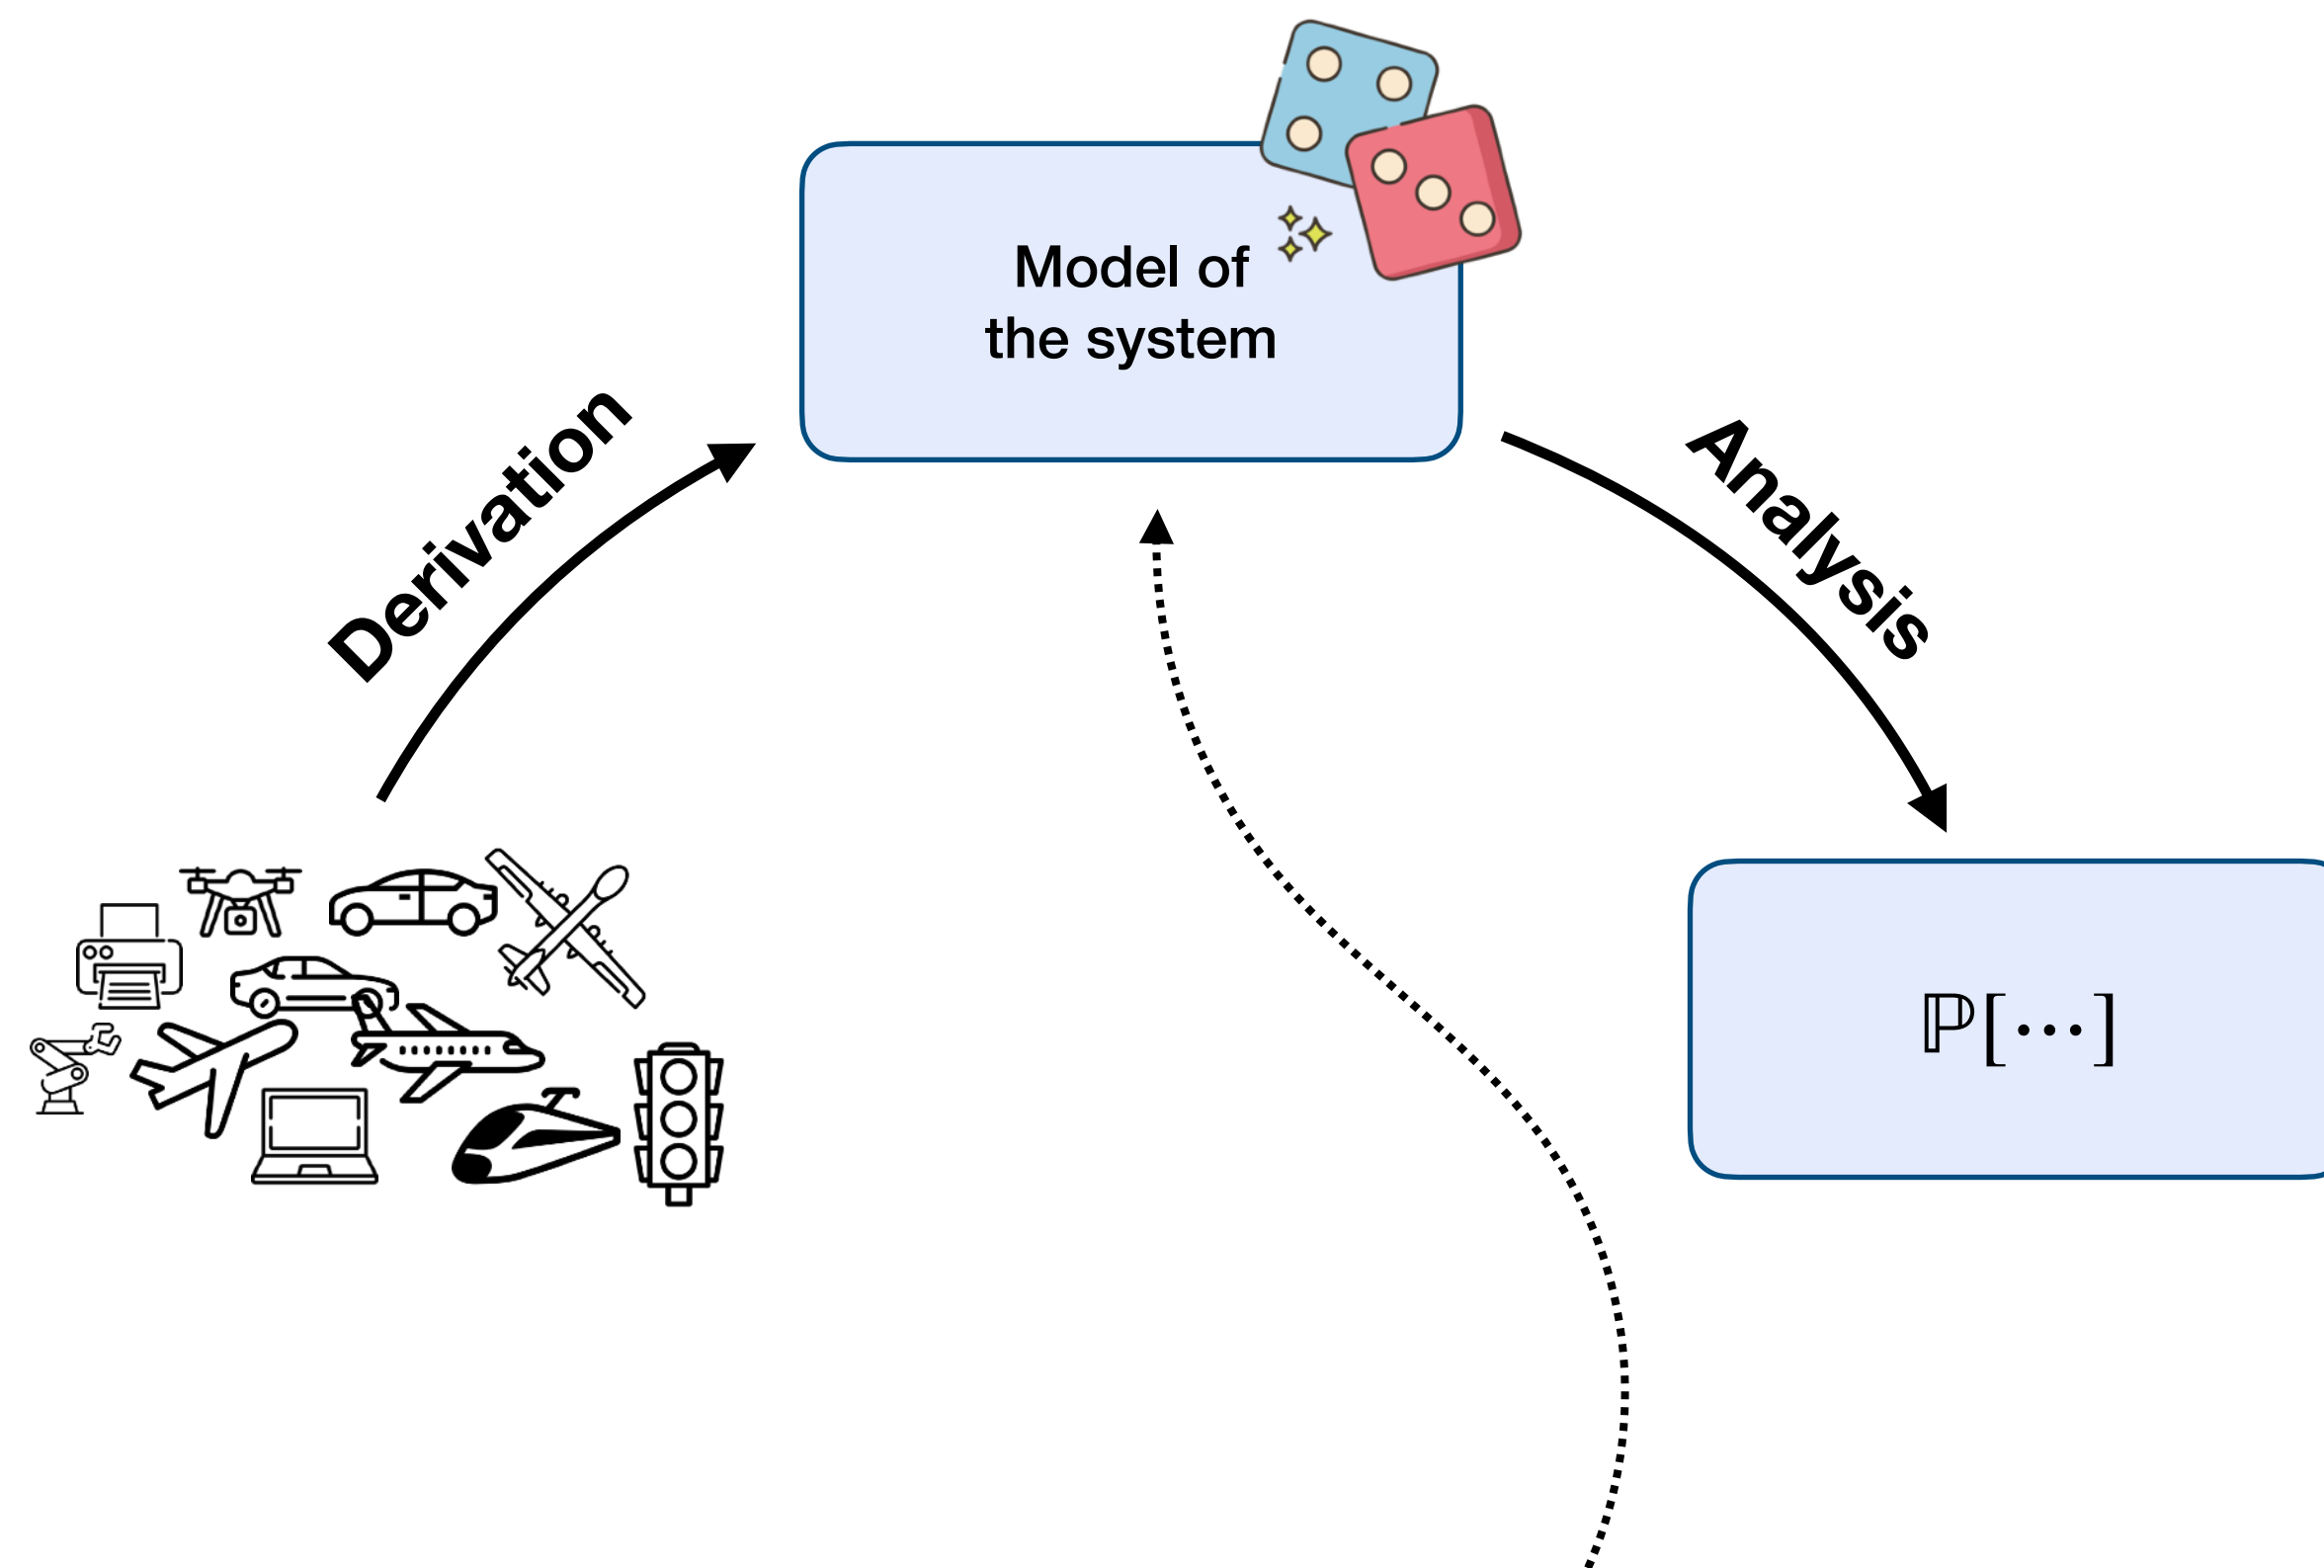 Model of
the system
Derivation
Analysis
ℙ[⋯]